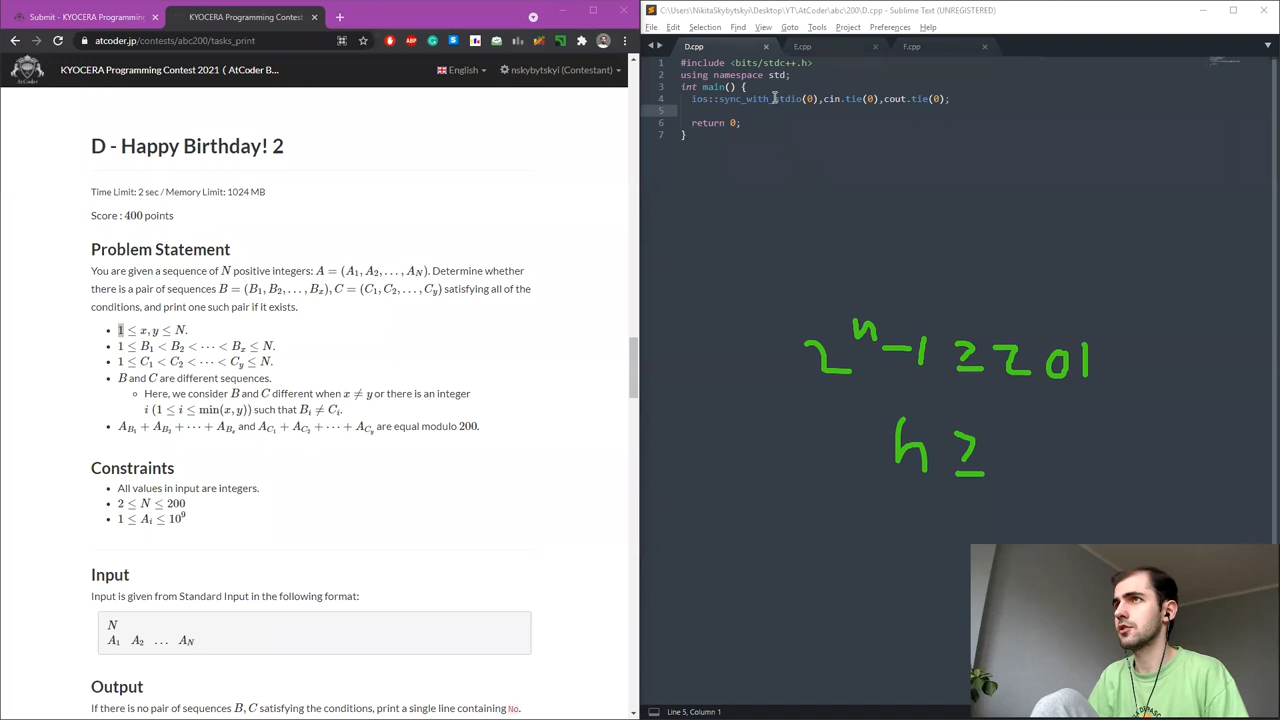 KYOCERA Programming
KYOCERA Programming Contest
atcoder.jp/contests/abc200/tasks_print
KYOCERA Programming Contest 2021 (AtCoder B...
English
nskybytskyi (Contestant)
D - Happy Birthday! 2
Time Limit: 2 sec / Memory Limit: 1024 MB
Score : 400 points
Problem Statement
You are given a sequence of N positive integers: A = (A1, A2, . . . , AN). Determine whether
there is a pair of sequences B = (B1, B2, . . . , Bx), C = (C1, C2, . . . , Cy) satisfying all of the
conditions, and print one such pair if it exists.
• 1 ≤ x, y ≤ N.
• 1 ≤ B1 < B2 < ··· < Bx ≤ N.
• 1 ≤ C1 < C2 < ··· < Cy ≤ N.
• B and C are different sequences.
◦ Here, we consider B and C different when x ≠ y or there is an integer
i (1 ≤ i ≤ min(x, y)) such that Bi ≠ Ci.
• AB1 + AB2 + ··· + ABx and AC1 + AC2 + ··· + ACy are equal modulo 200.
Constraints
• All values in input are integers.
• 2 ≤ N ≤ 200
• 1 ≤ Ai ≤ 10^9
Input
Input is given from Standard Input in the following format:
N
A1 A2 ... AN
Output
If there is no pair of sequences B, C satisfying the conditions, print a single line containing No.
C:\Users\NikitaSkybytskyi\Desktop\YT\AtCoder\abc\200\D.cpp - Sublime Text (UNREGISTERED)
File Edit Selection Find View Goto Tools Project Preferences Help
D.cpp E.cpp F.cpp
1 #include <bits/stdc++.h>
2 using namespace std;
3 int main() {
4 ios::sync_with_stdio(0),cin.tie(0),cout.tie(0);
5
6 return 0;
7 }
2^n - 1 ≥ 201
n ≥
Line 5, Column 1